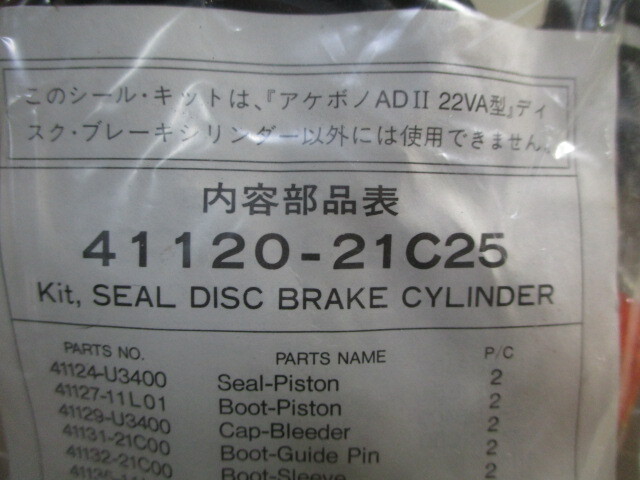 このシール・キットは、『アケボノADII 22VA型』ディ
スク・ブレーキシリンダー以外には使用できません。
内容部品表
41120-21C25
Kit, SEAL DISC BRAKE CYLINDER
PARTS NO. PARTS NAME P/C
41124-U3400 Seal-Piston 2
41127-11L01 Boot-Piston 2
41129-U3400 Cap-Bleeder 2
41131-21C00 Boot-Guide Pin 2
41132-21C00 Boot-Sleeve 2